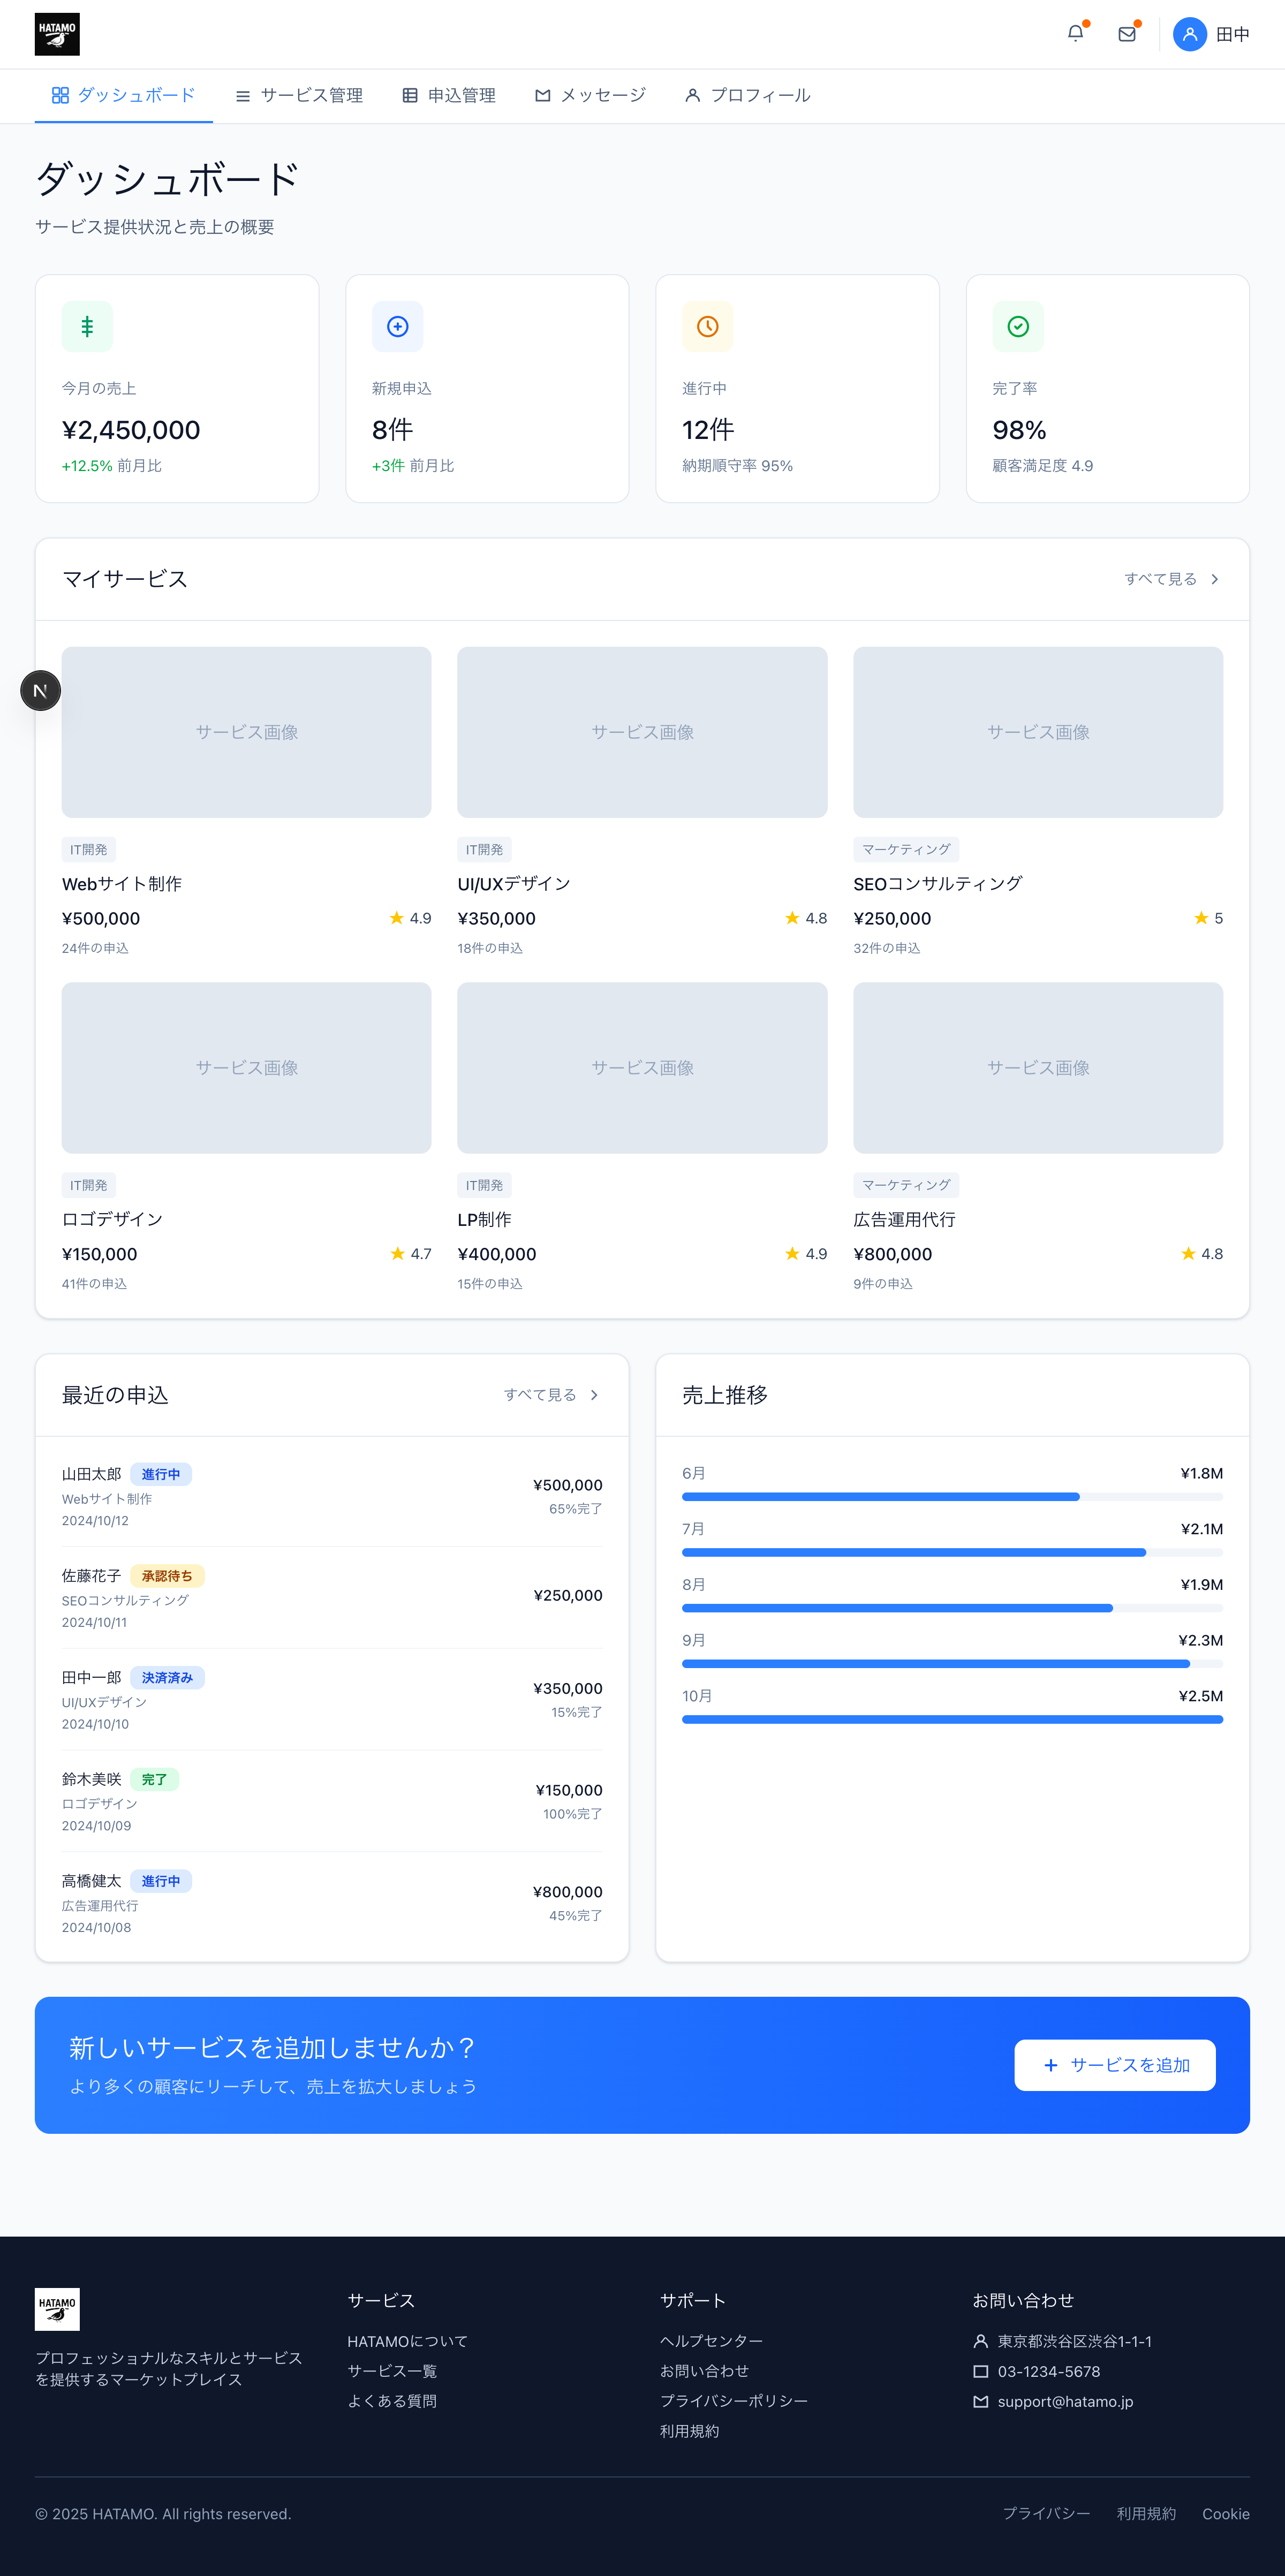 HATAMO
田中
ダッシュボード
サービス管理
申込管理
メッセージ
プロフィール
ダッシュボード
サービス提供状況と売上の概要
今月の売上
¥2,450,000
+12.5% 前月比
新規申込
8件
+3件 前月比
進行中
12件
納期順守率 95%
完了率
98%
顧客満足度 4.9
マイサービス
すべて見る
N
サービス画像
IT開発
Webサイト制作
¥500,000
4.9
24件の申込
サービス画像
IT開発
UI/UXデザイン
¥350,000
4.8
18件の申込
サービス画像
マーケティング
SEOコンサルティング
¥250,000
5
32件の申込
サービス画像
IT開発
ロゴデザイン
¥150,000
4.7
41件の申込
サービス画像
IT開発
LP制作
¥400,000
4.9
15件の申込
サービス画像
マーケティング
広告運用代行
¥800,000
4.8
9件の申込
最近の申込
すべて見る
山田太郎 進行中
Webサイト制作
2024/10/12
¥500,000
65%完了
佐藤花子 承認待ち
SEOコンサルティング
2024/10/11
¥250,000
田中一郎 決済済み
UI/UXデザイン
2024/10/10
¥350,000
15%完了
鈴木美咲 完了
ロゴデザイン
2024/10/09
¥150,000
100%完了
高橋健太 進行中
広告運用代行
2024/10/08
¥800,000
45%完了
売上推移
6月 ¥1.8M
7月 ¥2.1M
8月 ¥1.9M
9月 ¥2.3M
10月 ¥2.5M
新しいサービスを追加しませんか？
より多くの顧客にリーチして、売上を拡大しましょう
サービスを追加
HATAMO
プロフェッショナルなスキルとサービス
を提供するマーケットプレイス
サービス
HATAMOについて
サービス一覧
よくある質問
サポート
ヘルプセンター
お問い合わせ
プライバシーポリシー
利用規約
お問い合わせ
東京都渋谷区渋谷1-1-1
03-1234-5678
support@hatamo.jp
© 2025 HATAMO. All rights reserved.
プライバシー
利用規約
Cookie